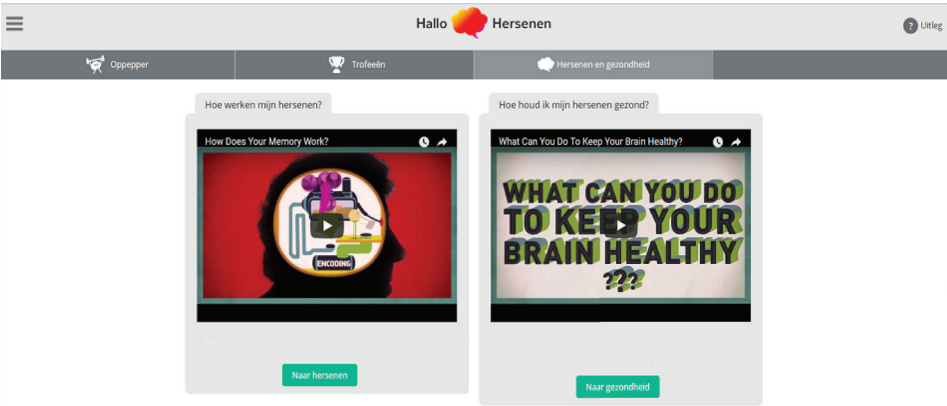 Hallo Hersenen
? Uitleg
Oppepper
Trofeeën
Hersenen en gezondheid
Hoe werken mijn hersenen?
How Does Your Memory Work?
ENCODING
Naar hersenen
Hoe houd ik mijn hersenen gezond?
What Can You Do To Keep Your Brain Healthy?
WHAT CAN YOU DO
TO KEEP YOUR
BRAIN HEALTHY
???
Naar gezondheid